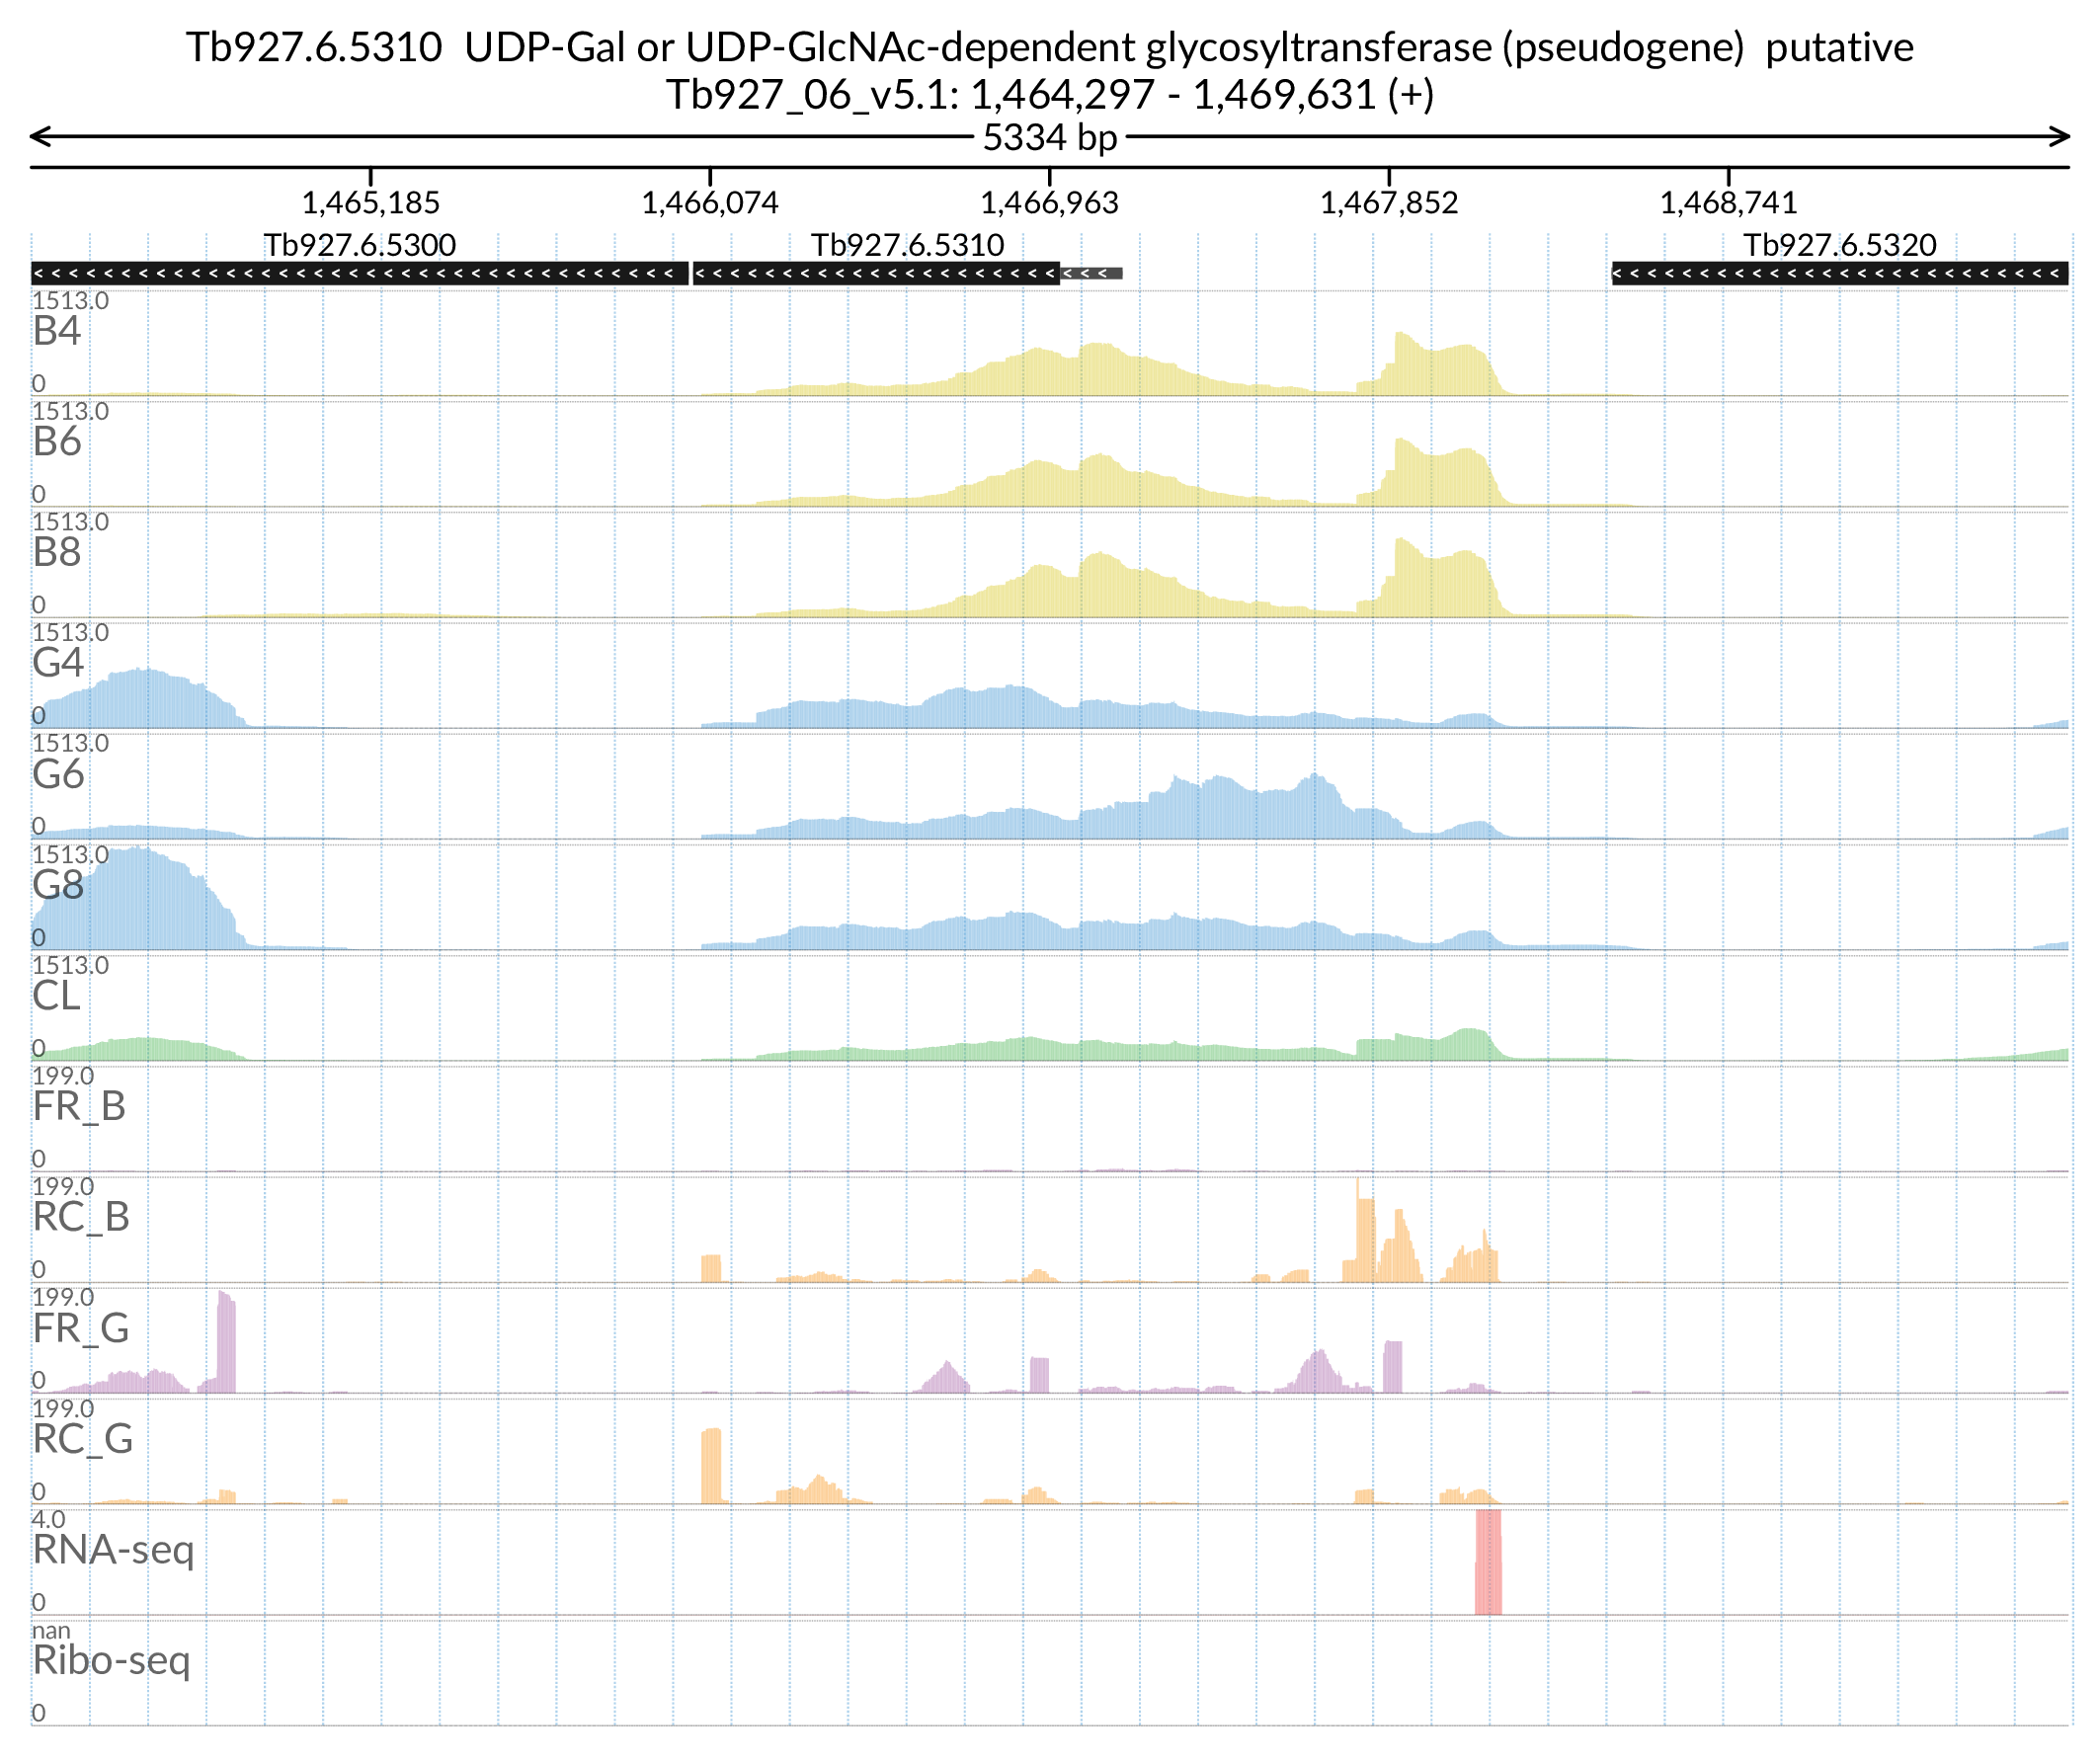 Tb927.6.5310  UDP-Gal or UDP-GlcNAc-dependent glycosyltransferase (pseudogene)  putative
Tb927_06_v5.1: 1,464,297 - 1,469,631 (+)
5334 bp
1,465,185 1,466,074 1,466,963 1,467,852 1,468,741
Tb927.6.5300 Tb927.6.5310 Tb927.6.5320
1513.0
B4
0
1513.0
B6
0
1513.0
B8
0
1513.0
G4
0
1513.0
G6
0
1513.0
G8
0
1513.0
CL
0
199.0
FR_B
0
199.0
RC_B
0
199.0
FR_G
0
199.0
RC_G
0
4.0
RNA-seq
0
nan
Ribo-seq
0